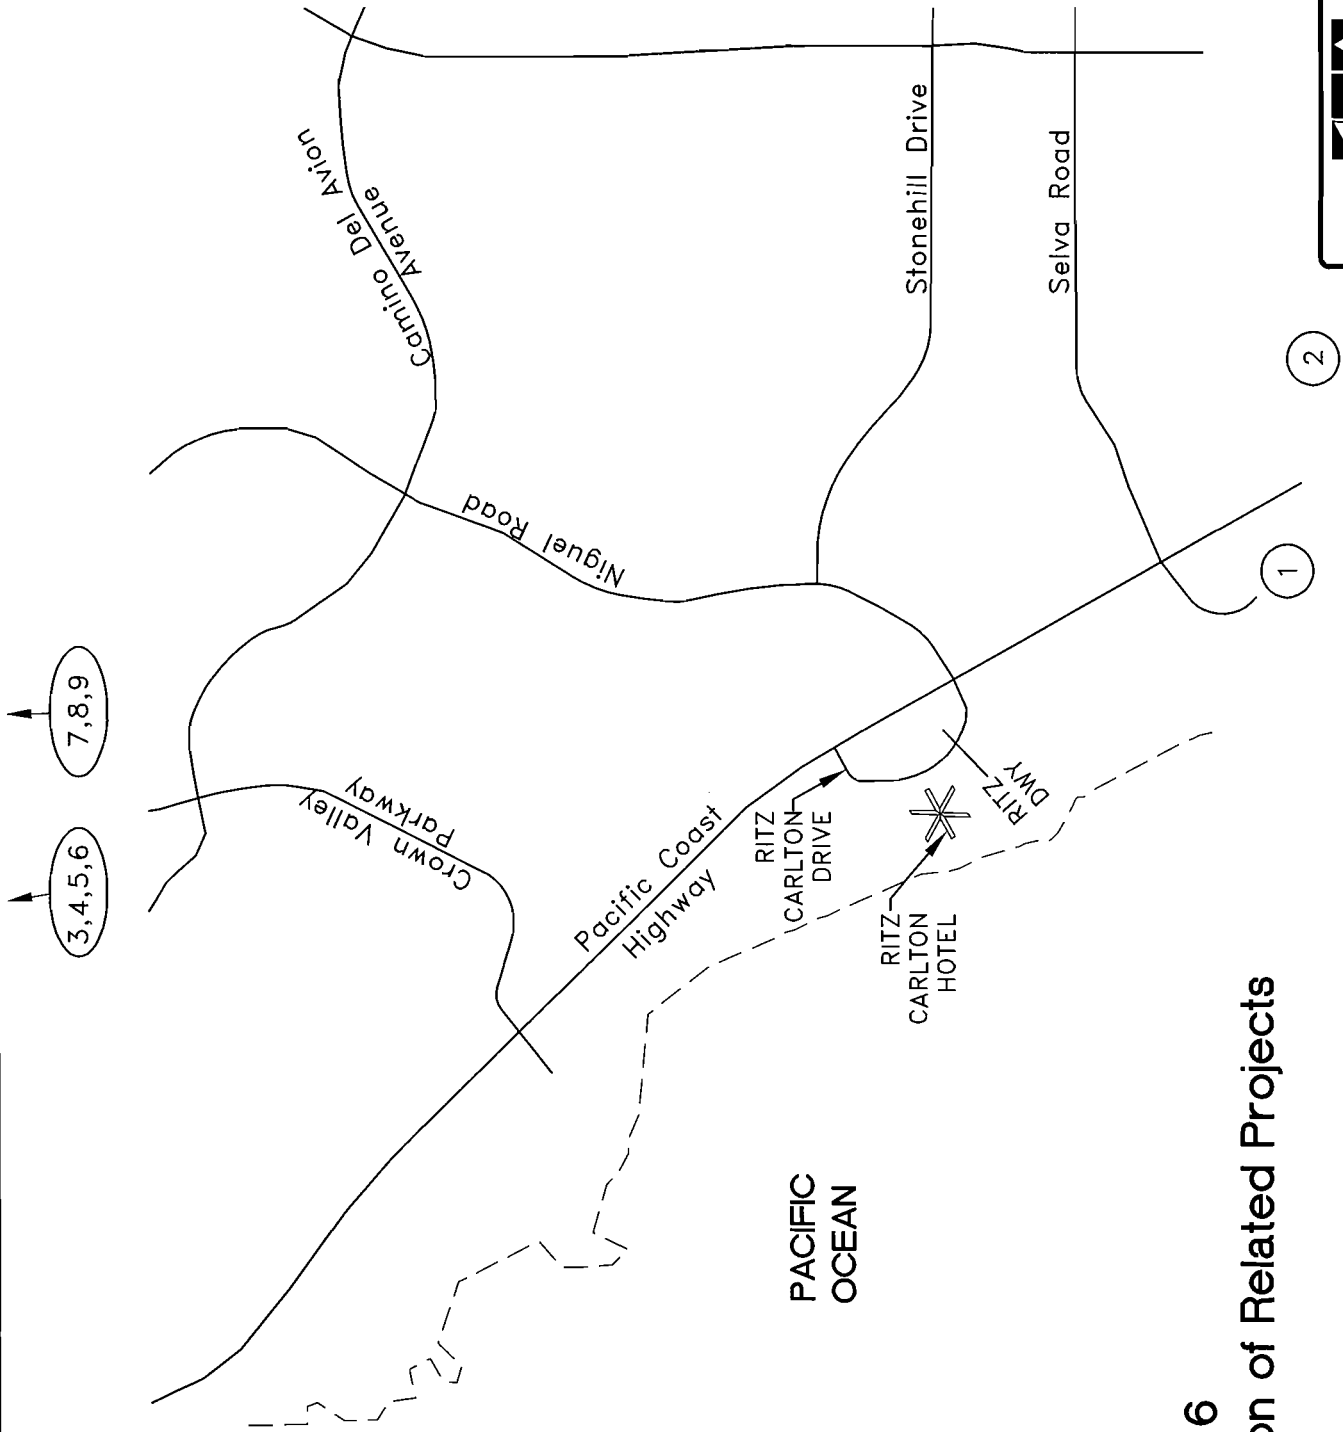 3,4,5,6
7,8,9
Crown Valley
Parkway
Niguel Road
Camino Del Avion
Avenue
Pacific Coast
Highway
RITZ
CARLTON
DRIVE
RITZ
CARLTON
HOTEL
RITZ
DWY
Stonehill Drive
Selva Road
PACIFIC
OCEAN
1
2
6
of Related Projects